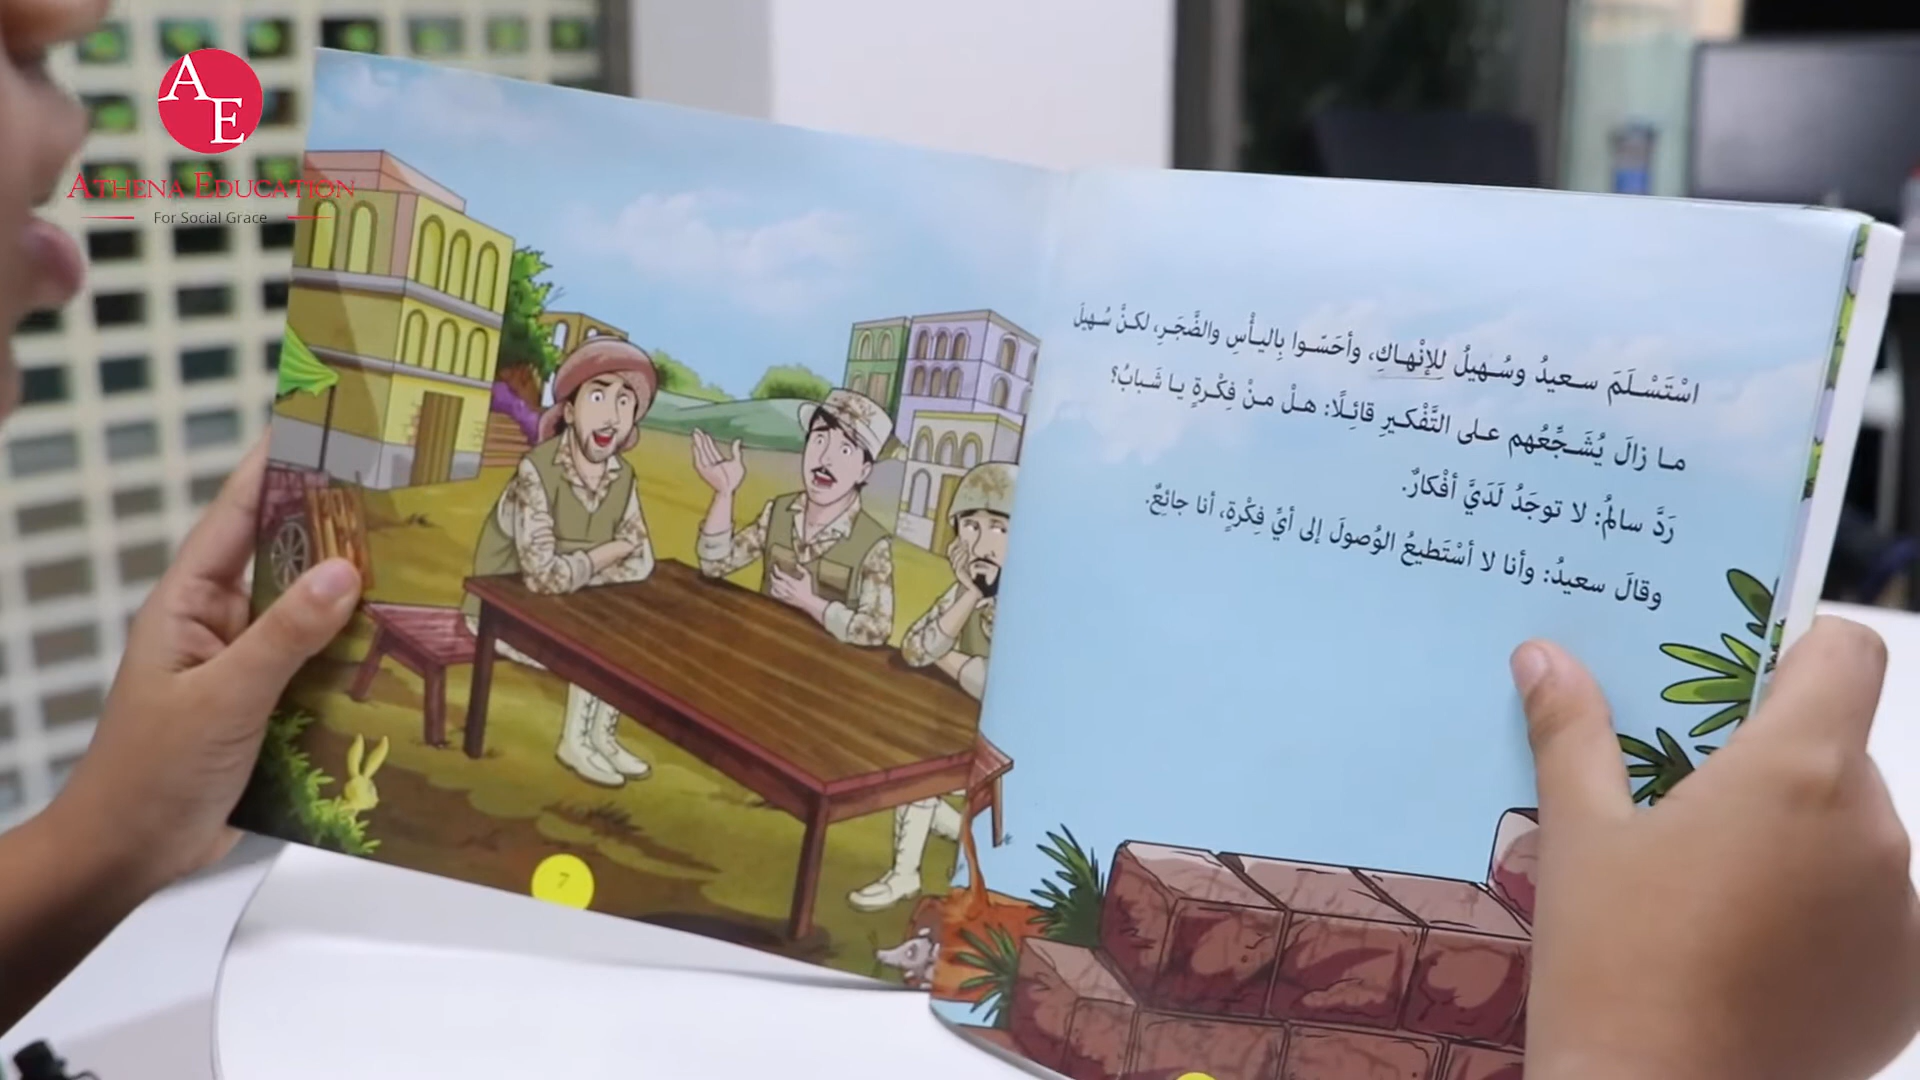 AE
ATHENA EDUCATION
For Social Grace
اسْتَسْلَمَ سعيدُ وسُهيلُ للإنْهاكِ، وأحَسّوا بِاليأْسِ والضَّجَرِ، لكنَّ سُهيلَ
ما زالَ يُشَجِّعُهم على التَّفْكيرِ قائِلًا: هلْ منْ فِكْرةٍ يا شَبابُ؟
رَدَّ سالمُ: لا توجَدُ لَدَيَّ أفْكارٌ.
وقالَ سعيدُ: وأنا لا أسْتَطيعُ الوُصولَ إلى أيِّ فِكْرةٍ، أنا جائِعٌ.
7